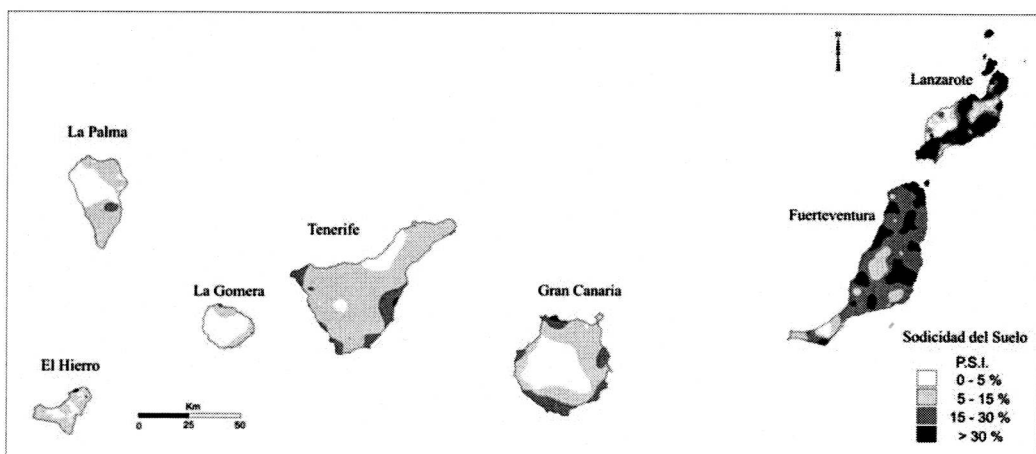 Lanzarote
La Palma
Fuerteventura
Tenerife
La Gomera
Gran Canaria
El Hierro
Km
0 25 50
Sodicidad del Suelo
P.S.I.
0 - 5 %
5 - 15 %
15 - 30 %
> 30 %